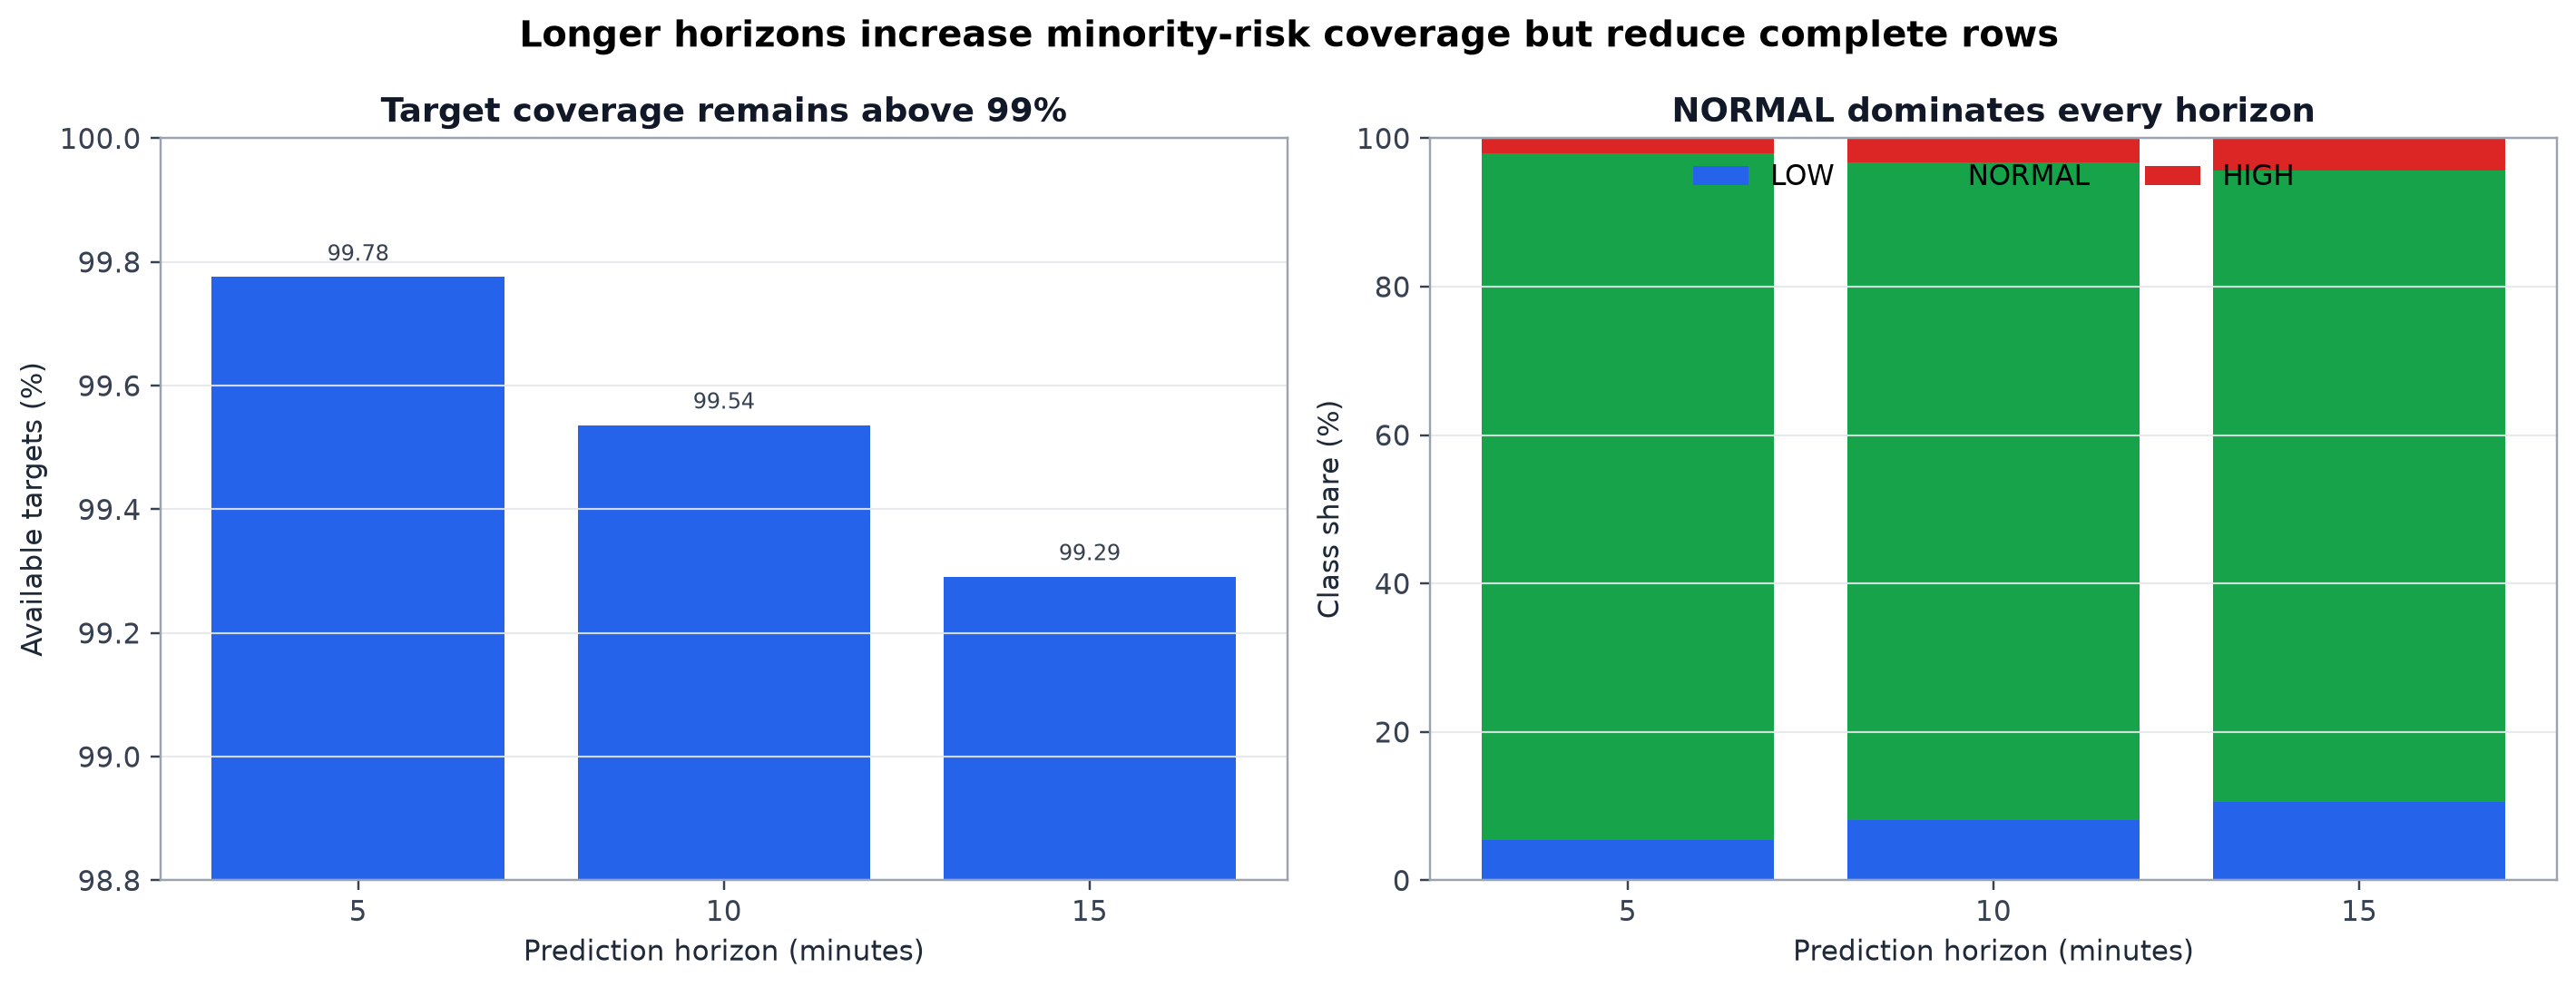 Longer horizons increase minority-risk coverage but reduce complete rows
Target coverage remains above 99%
100.0
99.8
99.6
99.4
99.2
99.0
98.8
Available targets (%)
99.78
99.54
99.29
5 10 15
Prediction horizon (minutes)
NORMAL dominates every horizon
LOW NORMAL HIGH
100
80
60
40
20
0
Class share (%)
5 10 15
Prediction horizon (minutes)